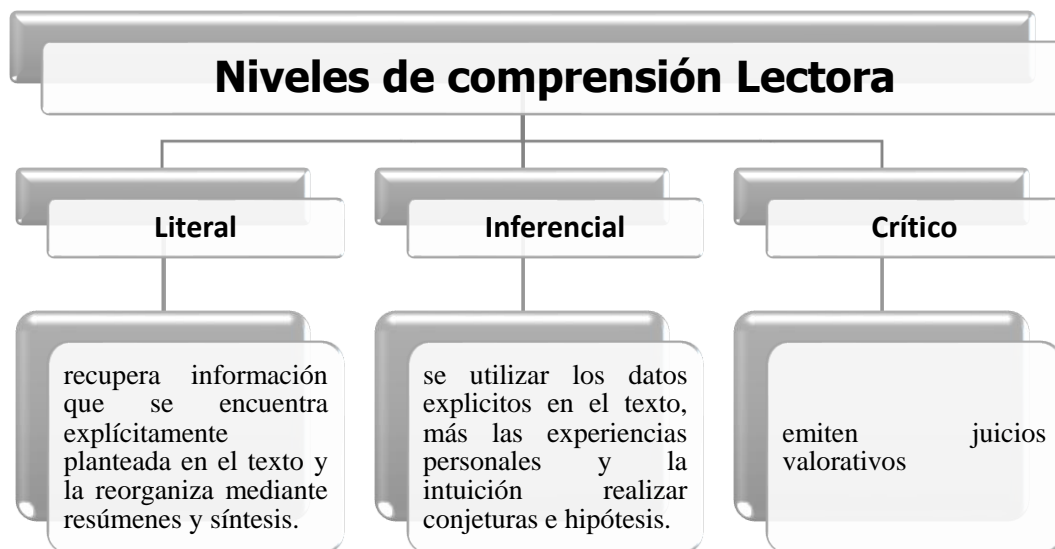 Niveles de comprensión Lectora
Literal
recupera información
que se encuentra
explícitamente
planteada en el texto y
la reorganiza mediante
resúmenes y síntesis.
Inferencial
se utilizar los datos
explicitos en el texto,
más las experiencias
personales y la
intuición realizar
conjeturas e hipótesis.
Crítico
emiten juicios
valorativos